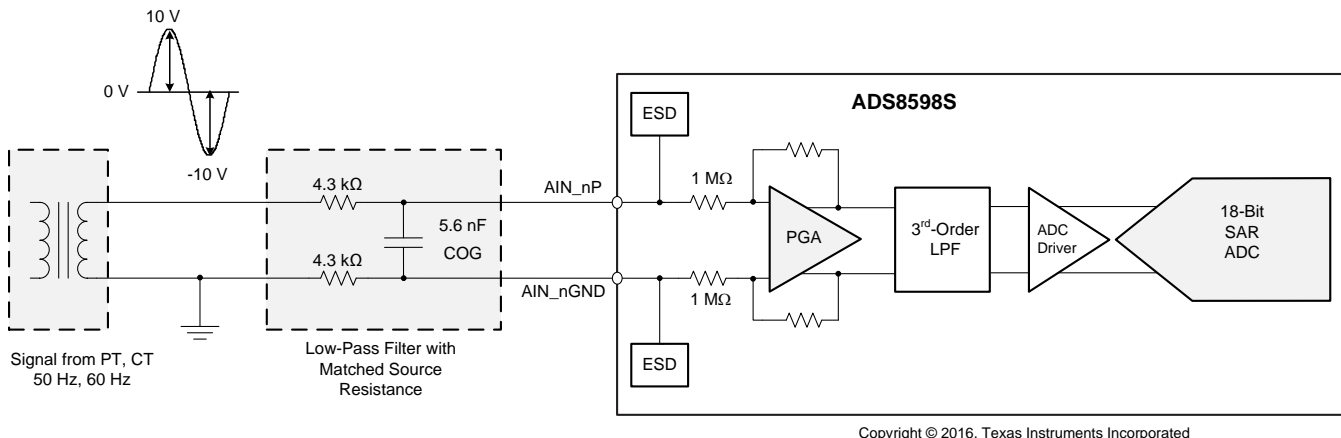 10 V
0 V
-10 V
ADS8598S
ESD
4.3 kΩ
AIN_nP
1 MΩ
5.6 nF
COG
PGA
3rd-Order
LPF
ADC
Driver
18-Bit
SAR
ADC
4.3 kΩ
AIN_nGND
1 MΩ
ESD
Signal from PT, CT
50 Hz, 60 Hz
Low-Pass Filter with
Matched Source
Resistance
Copyright © 2016, Texas Instruments Incorporated